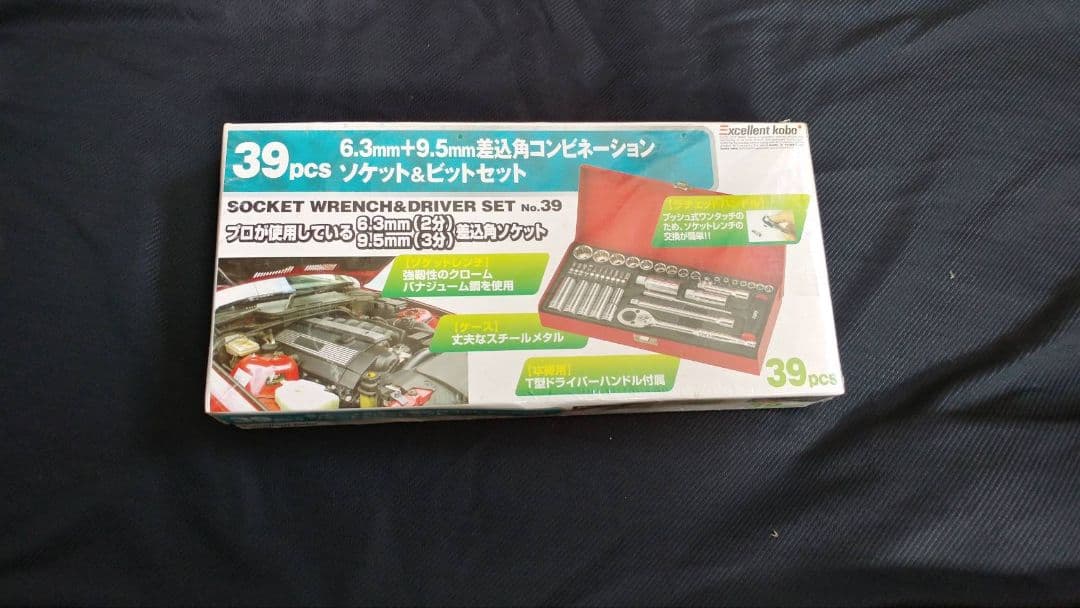 Excellent kobo
39pcs
6.3mm+9.5mm差込角コンビネーション
ソケット&ビットセット
SOCKET WRENCH&DRIVER SET No.39
プロが使用している 6.3mm(2分) 差込角ソケット
9.5mm(3分)
【ラチェットハンドル】
プッシュ式ワンタッチの
ため、ソケットレンチの
交換が簡単!!
【ソケットレンチ】
強靭性のクローム
バナジューム鋼を使用
【ケース】
丈夫なスチールメタル
T型ドライバーハンドル付属
39pcs